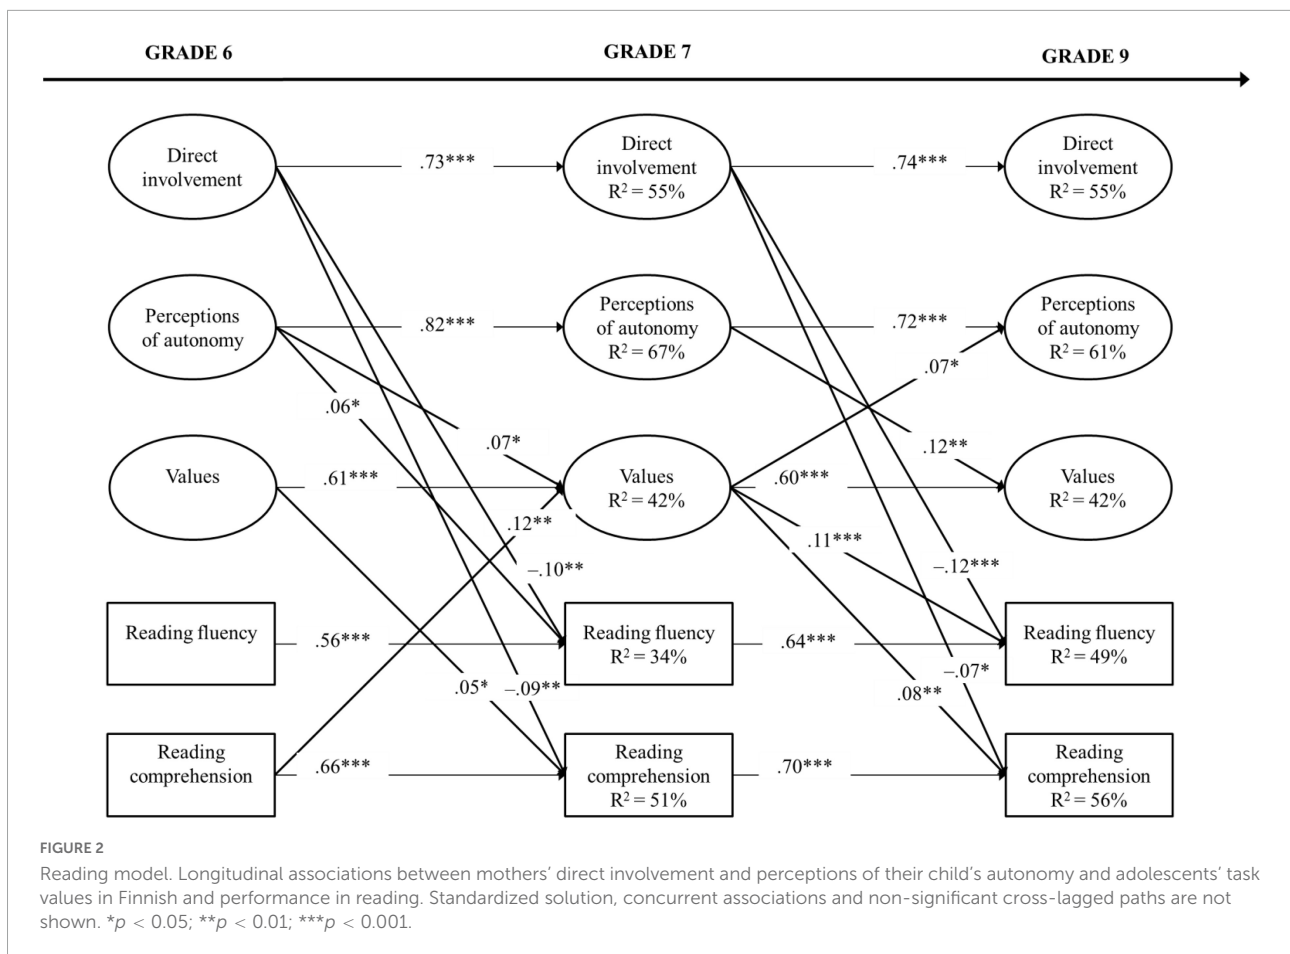 GRADE 6
GRADE 7
GRADE 9
Direct
involvement
.73***
Direct
involvement
R² = 55%
.74***
Direct
involvement
R² = 55%
Perceptions
of autonomy
.82***
Perceptions
of autonomy
R² = 67%
.72***
Perceptions
of autonomy
R² = 61%
.06*
.07*
.07*
.12**
Values
.61***
Values
R² = 42%
.60***
Values
R² = 42%
.12**
.11***
–.10**
–.12***
Reading fluency
.56***
Reading fluency
R² = 34%
.64***
Reading fluency
R² = 49%
.05*
–.09**
.08**
–.07*
Reading
comprehension
.66***
Reading
comprehension
R² = 51%
.70***
Reading
comprehension
R² = 56%
FIGURE 2
Reading model. Longitudinal associations between mothers’ direct involvement and perceptions of their child’s autonomy and adolescents’ task
values in Finnish and performance in reading. Standardized solution, concurrent associations and non-significant cross-lagged paths are not
shown. *p < 0.05; **p < 0.01; ***p < 0.001.